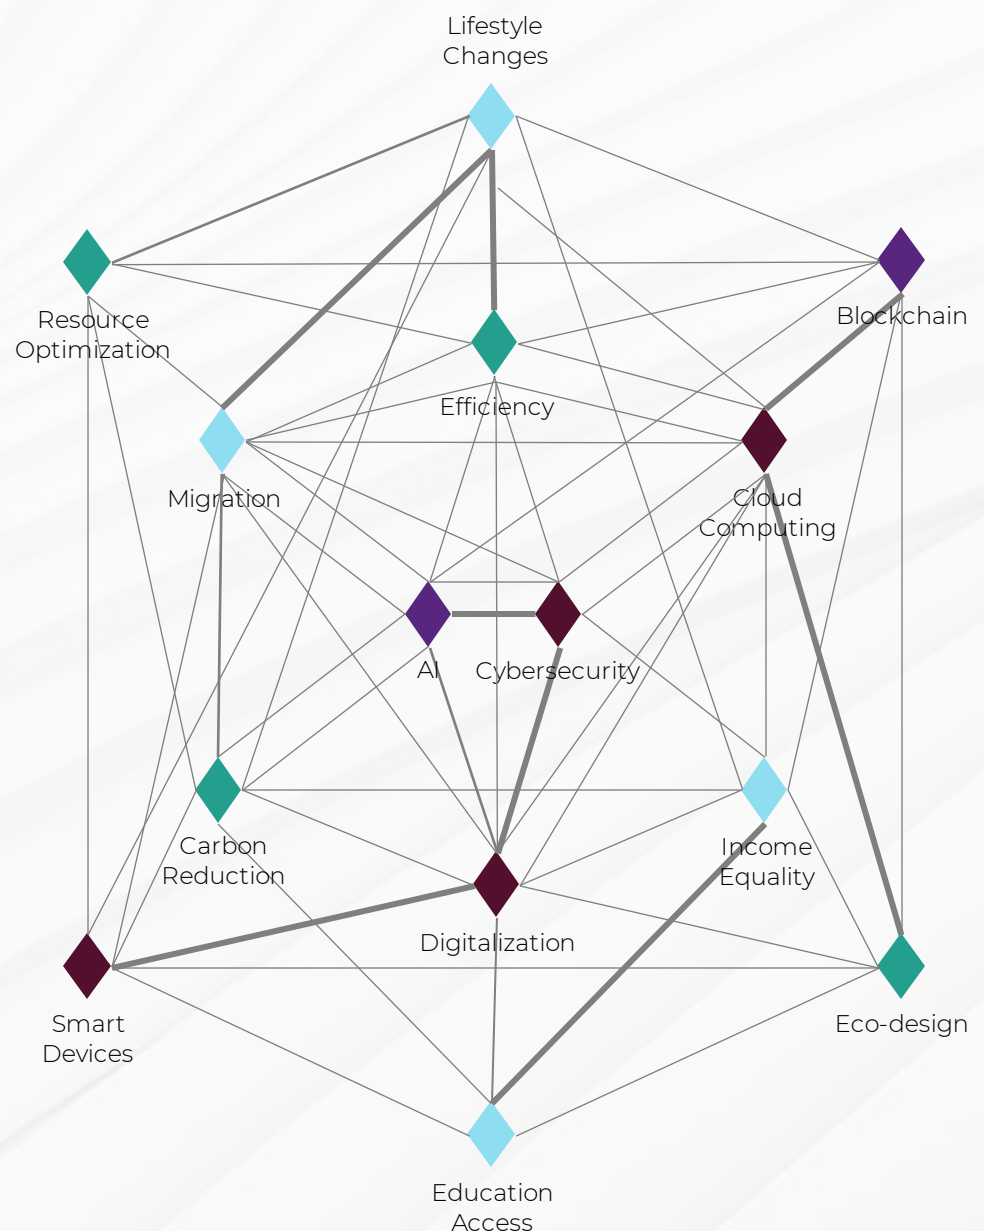 Lifestyle
Changes
Resource
Optimization
Blockchain
Efficiency
Migration
Cloud
Computing
AI
Cybersecurity
Carbon
Reduction
Income
Equality
Digitalization
Smart
Devices
Eco-design
Education
Access